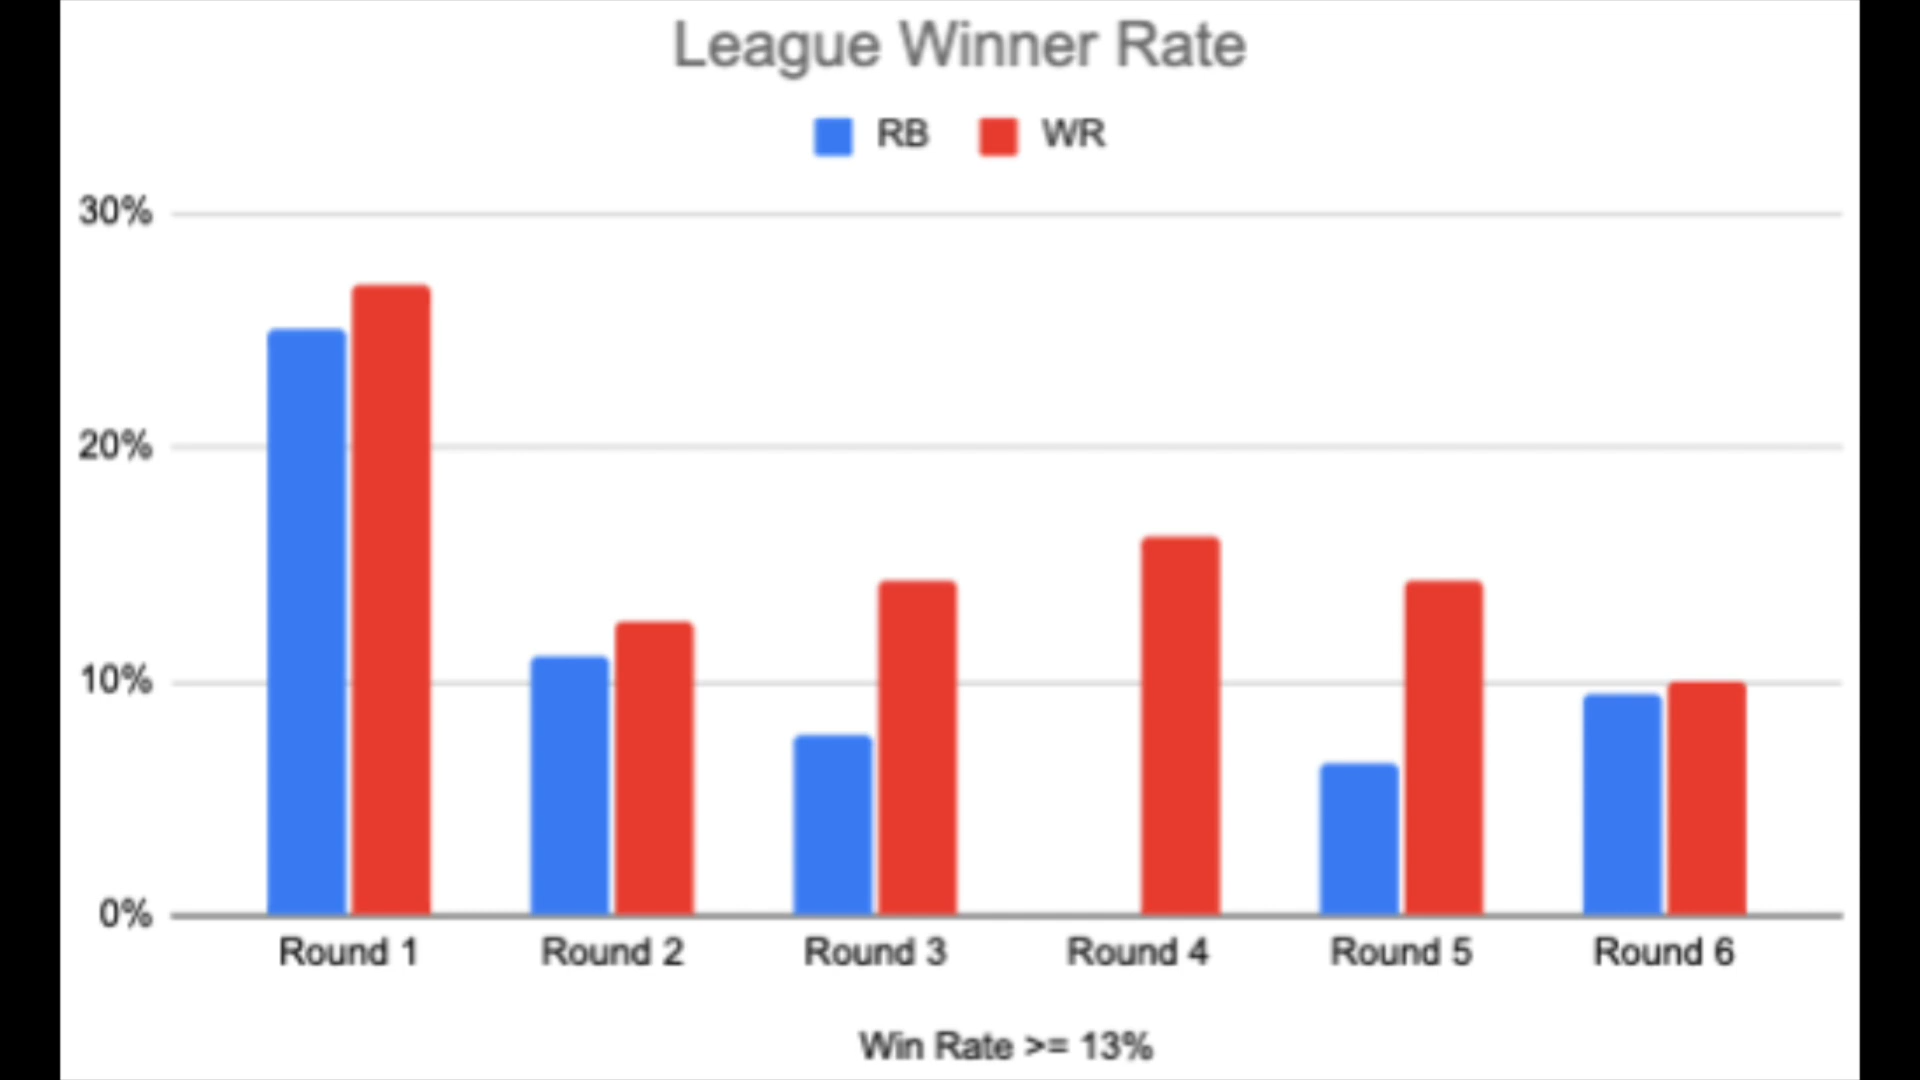 League Winner Rate
RB WR
30%
20%
10%
0%
Round 1 Round 2 Round 3 Round 4 Round 5 Round 6
Win Rate >= 13%